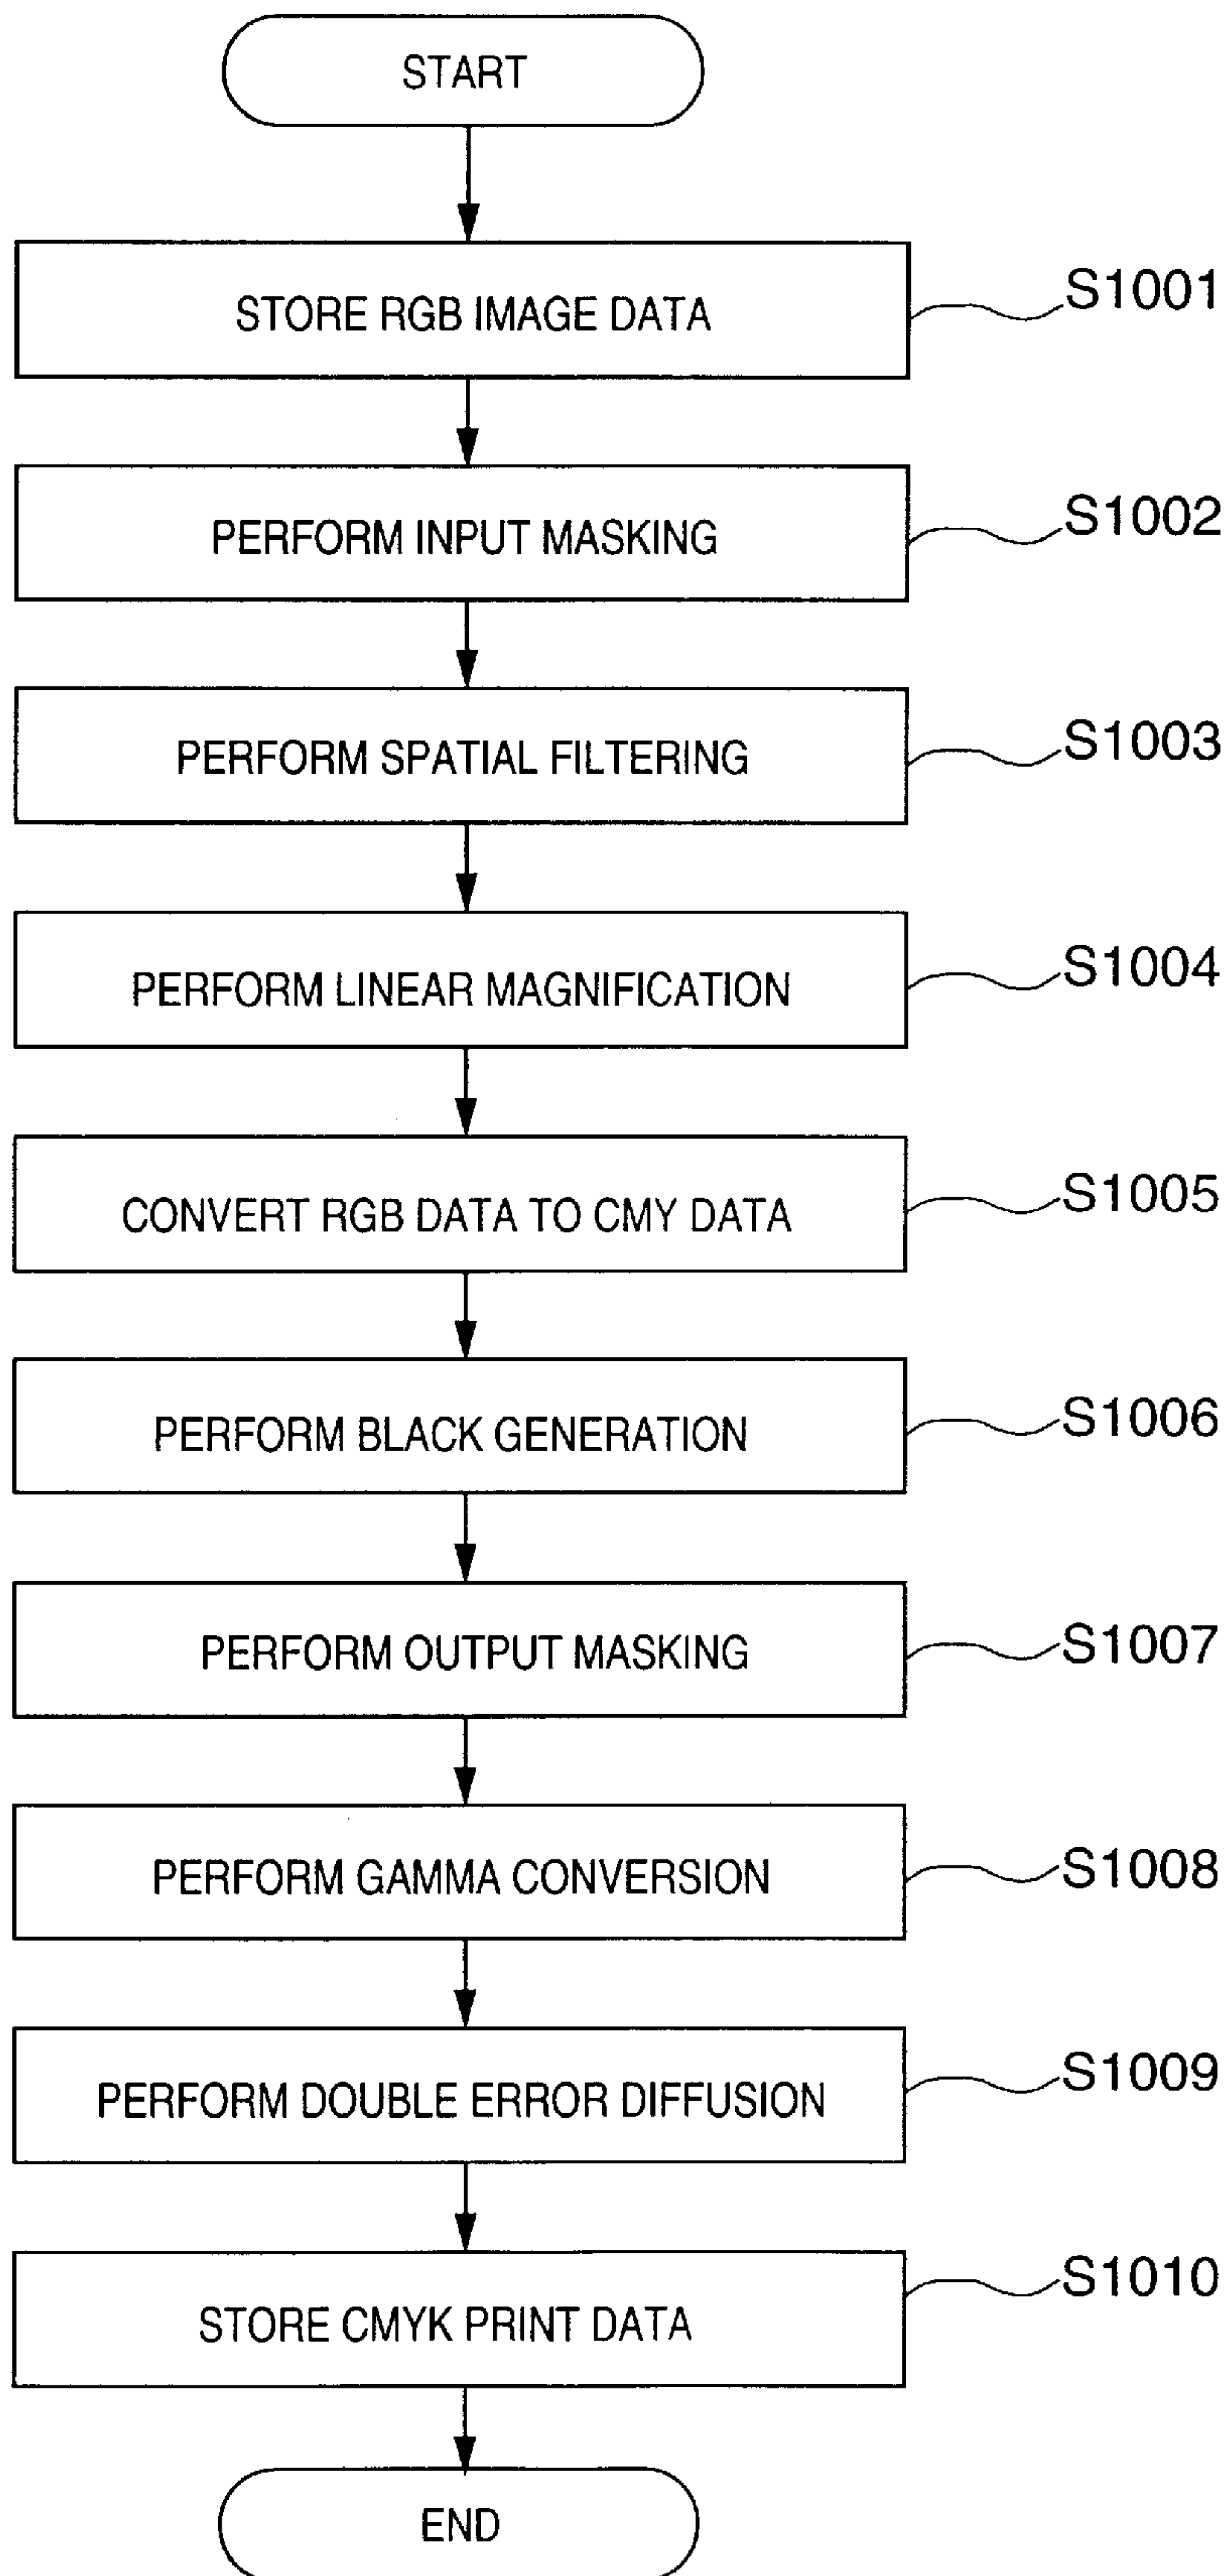 START
STORE RGB IMAGE DATA S1001
PERFORM INPUT MASKING S1002
PERFORM SPATIAL FILTERING S1003
PERFORM LINEAR MAGNIFICATION S1004
CONVERT RGB DATA TO CMY DATA S1005
PERFORM BLACK GENERATION S1006
PERFORM OUTPUT MASKING S1007
PERFORM GAMMA CONVERSION S1008
PERFORM DOUBLE ERROR DIFFUSION S1009
STORE CMYK PRINT DATA S1010
END